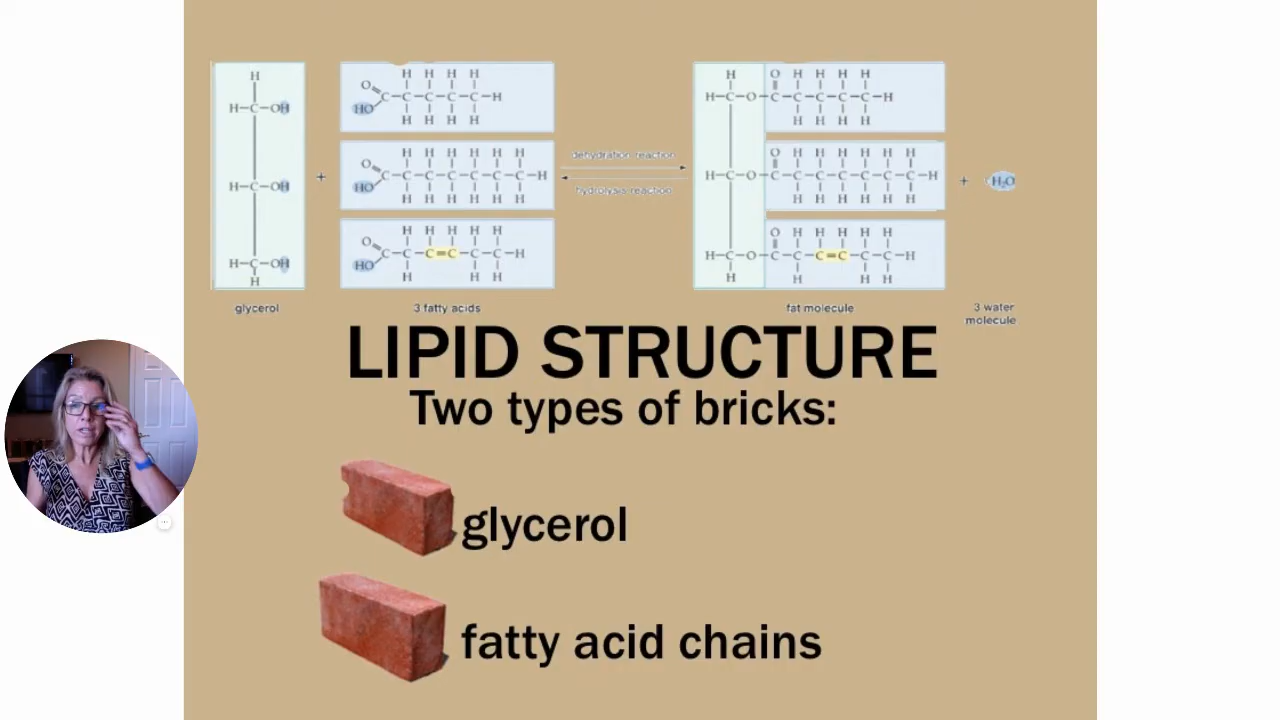 glycerol
3 fatty acids
dehydration reaction
hydrolysis reaction
fat molecule
3 water
molecule
H₂O
LIPID STRUCTURE
Two types of bricks:
glycerol
fatty acid chains